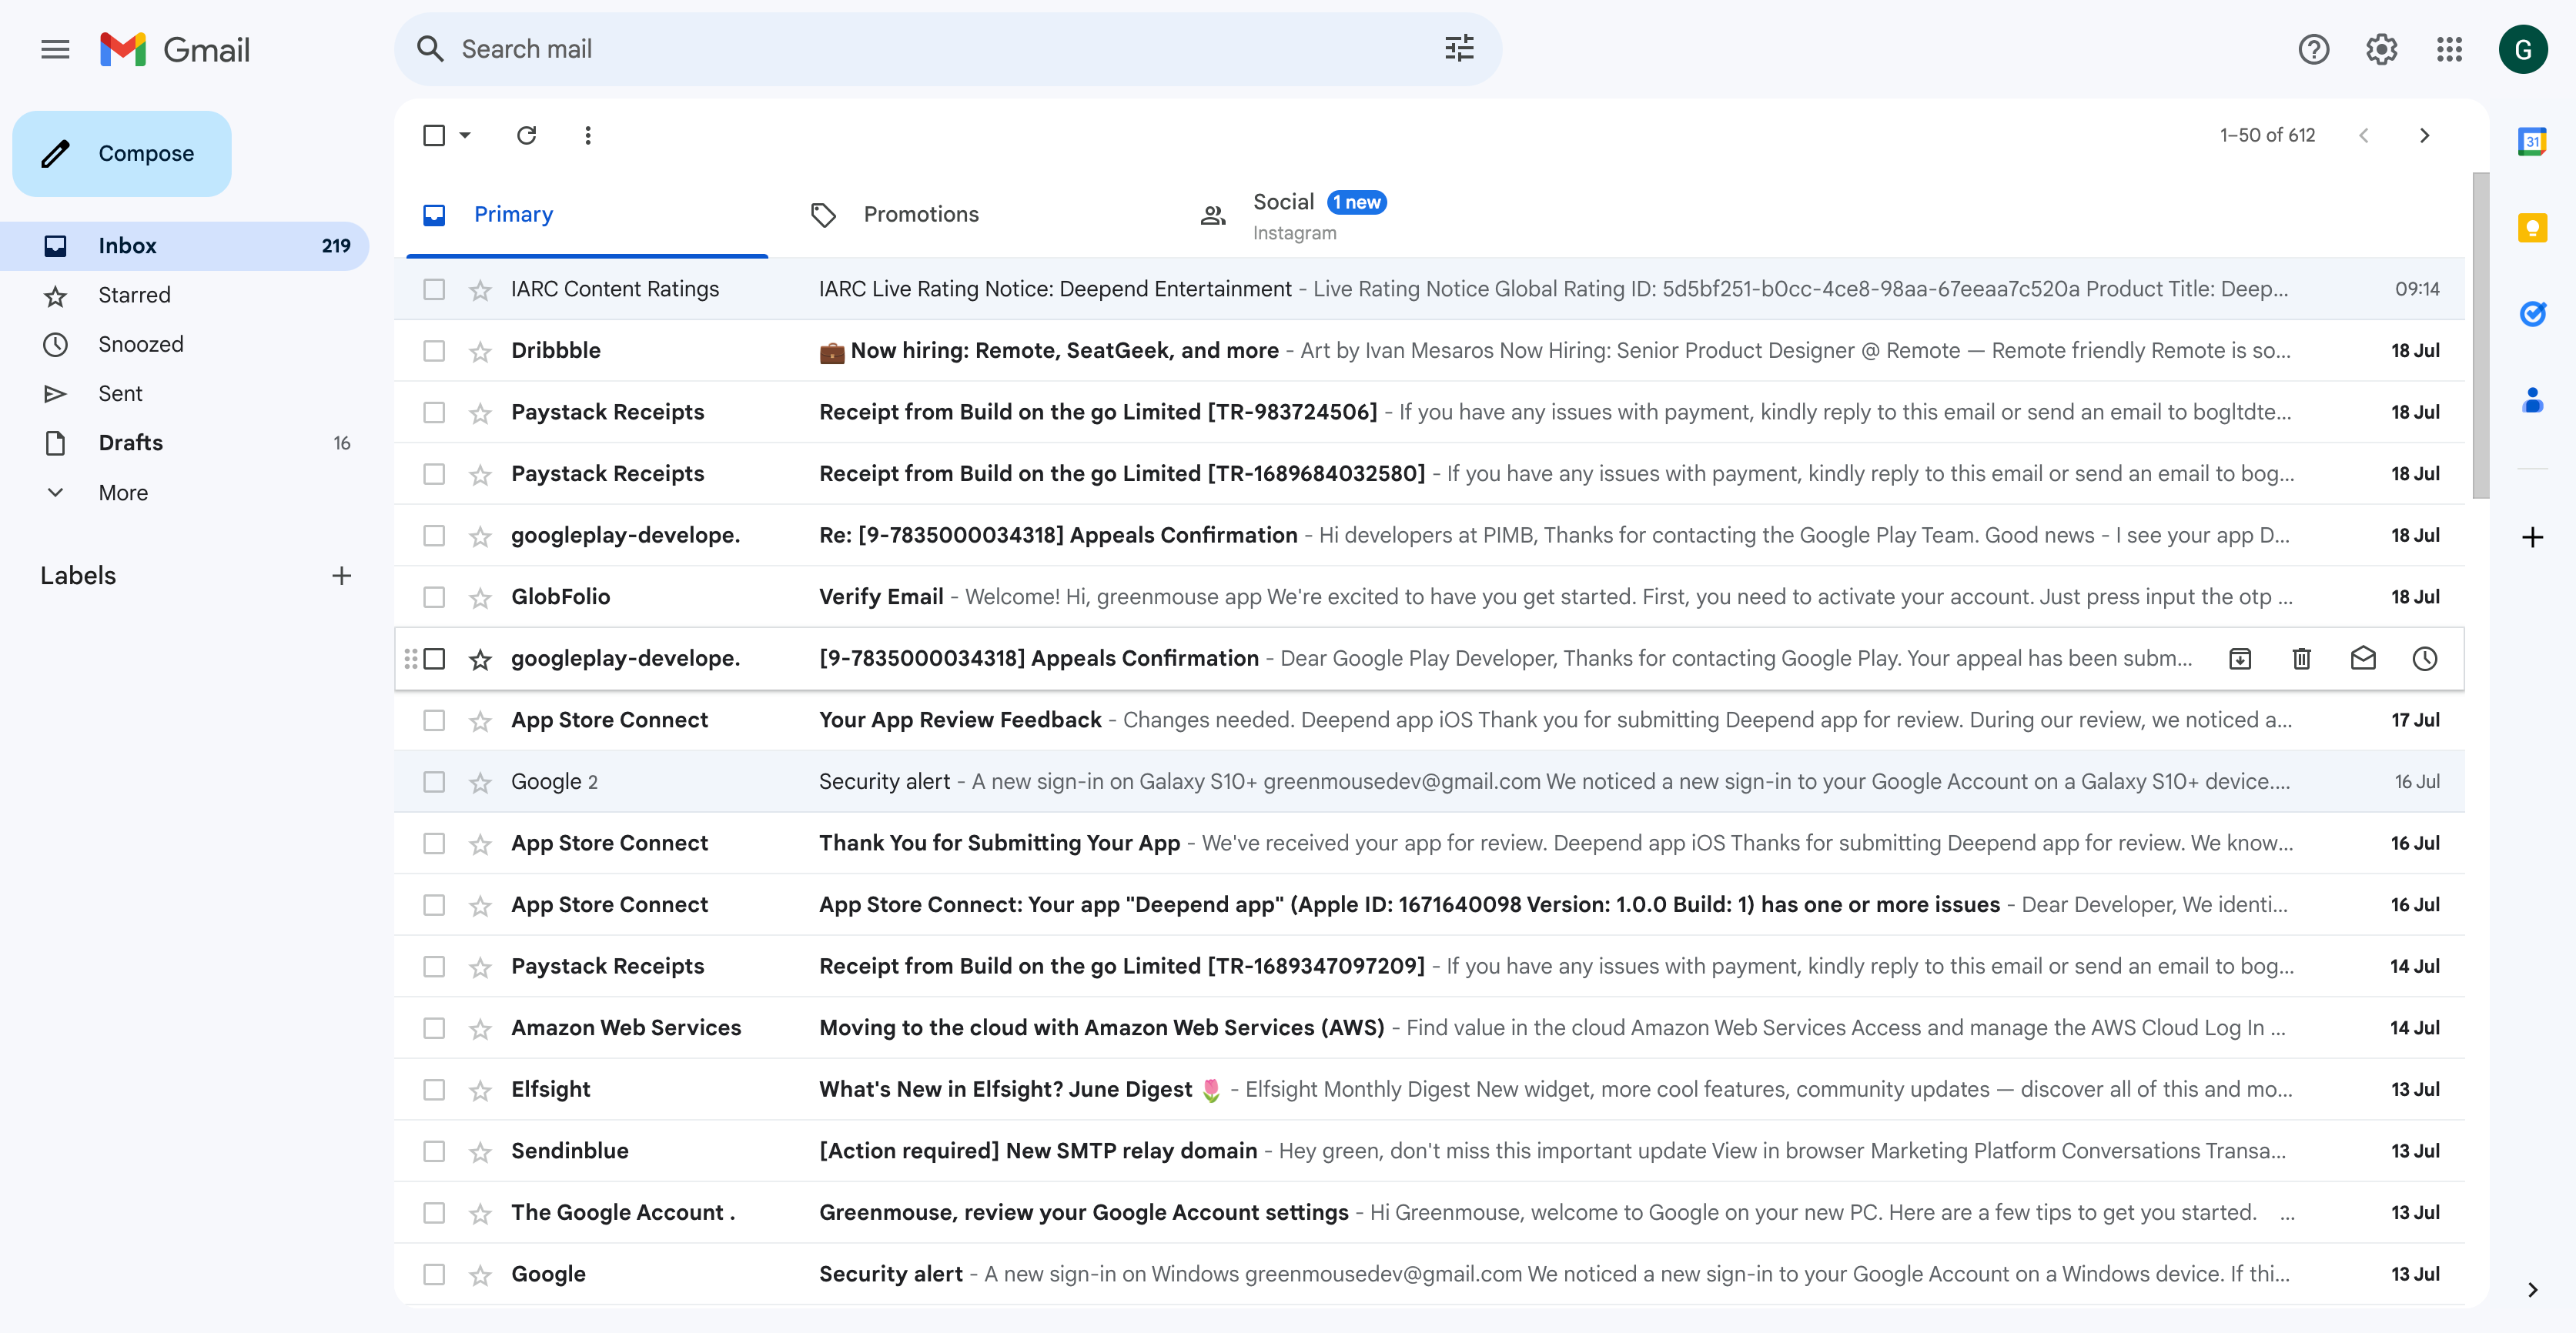 Gmail
Search mail
G
Compose
1–50 of 612
31
Primary
Promotions
Social 1 new
Instagram
Inbox 219
Starred
Snoozed
Sent
Drafts 16
More
Labels
IARC Content Ratings IARC Live Rating Notice: Deepend Entertainment - Live Rating Notice Global Rating ID: 5d5bf251-b0cc-4ce8-98aa-67eeaa7c520a Product Title: Deep... 09:14
Dribbble 💼 Now hiring: Remote, SeatGeek, and more - Art by Ivan Mesaros Now Hiring: Senior Product Designer @ Remote — Remote friendly Remote is so... 18 Jul
Paystack Receipts Receipt from Build on the go Limited [TR-983724506] - If you have any issues with payment, kindly reply to this email or send an email to bogltdte... 18 Jul
Paystack Receipts Receipt from Build on the go Limited [TR-1689684032580] - If you have any issues with payment, kindly reply to this email or send an email to bog... 18 Jul
googleplay-develope. Re: [9-7835000034318] Appeals Confirmation - Hi developers at PIMB, Thanks for contacting the Google Play Team. Good news - I see your app D... 18 Jul
GlobFolio Verify Email - Welcome! Hi, greenmouse app We're excited to have you get started. First, you need to activate your account. Just press input the otp ... 18 Jul
googleplay-develope. [9-7835000034318] Appeals Confirmation - Dear Google Play Developer, Thanks for contacting Google Play. Your appeal has been subm...
App Store Connect Your App Review Feedback - Changes needed. Deepend app iOS Thank you for submitting Deepend app for review. During our review, we noticed a... 17 Jul
Google 2 Security alert - A new sign-in on Galaxy S10+ greenmousedev@gmail.com We noticed a new sign-in to your Google Account on a Galaxy S10+ device.... 16 Jul
App Store Connect Thank You for Submitting Your App - We've received your app for review. Deepend app iOS Thanks for submitting Deepend app for review. We know... 16 Jul
App Store Connect App Store Connect: Your app "Deepend app" (Apple ID: 1671640098 Version: 1.0.0 Build: 1) has one or more issues - Dear Developer, We identi... 16 Jul
Paystack Receipts Receipt from Build on the go Limited [TR-1689347097209] - If you have any issues with payment, kindly reply to this email or send an email to bog... 14 Jul
Amazon Web Services Moving to the cloud with Amazon Web Services (AWS) - Find value in the cloud Amazon Web Services Access and manage the AWS Cloud Log In ... 14 Jul
Elfsight What's New in Elfsight? June Digest 🌷 - Elfsight Monthly Digest New widget, more cool features, community updates — discover all of this and mo... 13 Jul
Sendinblue [Action required] New SMTP relay domain - Hey green, don't miss this important update View in browser Marketing Platform Conversations Transa... 13 Jul
The Google Account . Greenmouse, review your Google Account settings - Hi Greenmouse, welcome to Google on your new PC. Here are a few tips to get you started. ... 13 Jul
Google Security alert - A new sign-in on Windows greenmousedev@gmail.com We noticed a new sign-in to your Google Account on a Windows device. If thi... 13 Jul